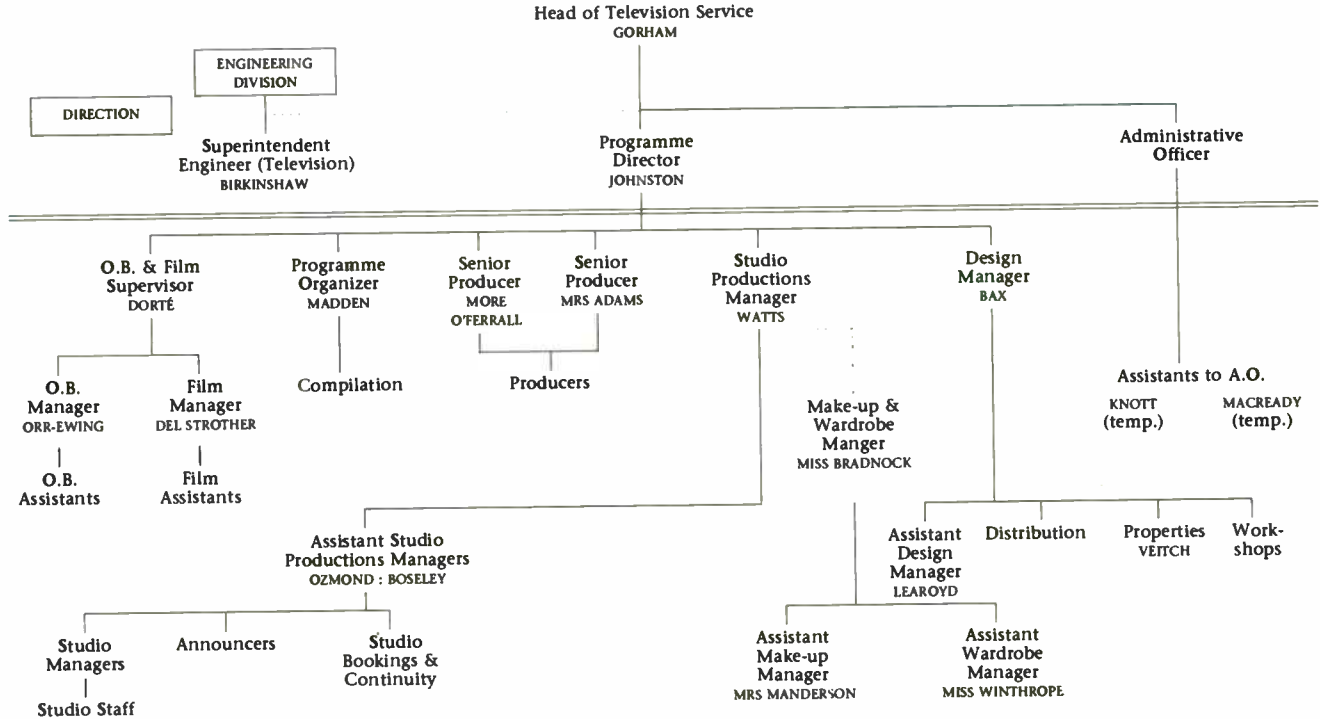 Head of Television Service
GORHAM
ENGINEERING
DIVISION
DIRECTION
Superintendent
Engineer (Television)
BIRKINSHAW
Programme
Director
JOHNSTON
Administrative
Officer
O.B. & Film
Supervisor
DORTÉ
Programme
Organizer
MADDEN
Senior
Producer
MORE
O'FERRALL
Senior
Producer
MRS ADAMS
Studio
Productions
Manager
WATTS
Design
Manager
BAX
O.B.
Manager
ORR-EWING
Film
Manager
DEL STROTHER
Compilation
Producers
Make-up &
Wardrobe
Manger
MISS BRADNOCK
Assistants to A.O.
KNOTT
(temp.)
MACREADY
(temp.)
O.B.
Assistants
Film
Assistants
Assistant Studio
Productions Managers
OZMOND : BOSELEY
Assistant
Design
Manager
LEAROYD
Distribution
Properties
VEITCH
Work-
shops
Studio
Managers
Announcers
Studio
Bookings &
Continuity
Studio Staff
Assistant
Make-up
Manager
MRS MANDERSON
Assistant
Wardrobe
Manager
MISS WINTHROPE